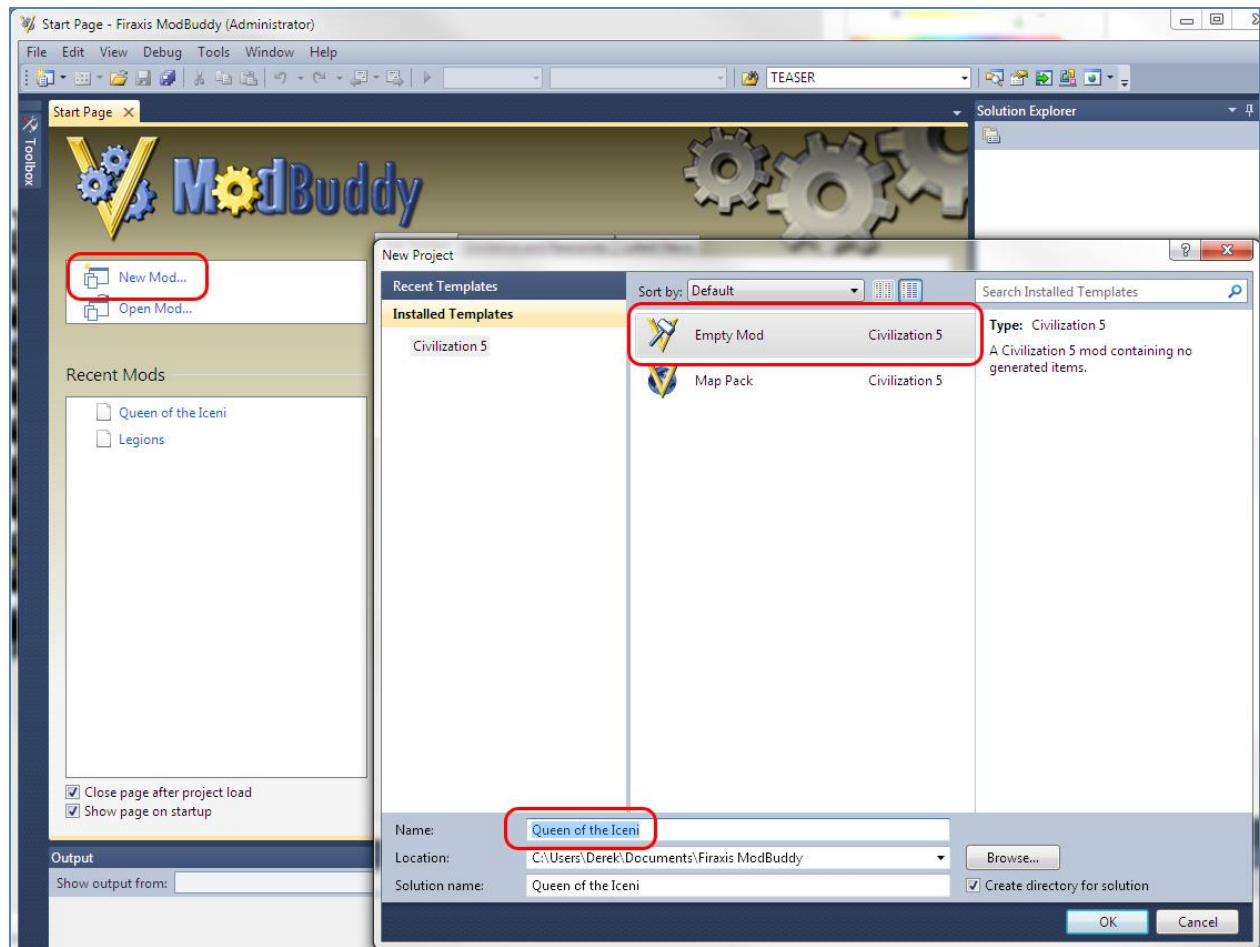 Start Page - Firaxis ModBuddy (Administrator)
File Edit View Debug Tools Window Help
TEASER
Toolbox
Start Page
Solution Explorer
ModBuddy
New Mod...
Open Mod...
Recent Mods
Queen of the Iceni
Legions
Close page after project load
Show page on startup
Output
Show output from:
New Project
Recent Templates
Installed Templates
Civilization 5
Sort by: Default
Empty Mod Civilization 5
Map Pack Civilization 5
Search Installed Templates
Type: Civilization 5
A Civilization 5 mod containing no
generated items.
Name: Queen of the Iceni
Location: C:\Users\Derek\Documents\Firaxis ModBuddy
Browse...
Solution name: Queen of the Iceni
Create directory for solution
OK Cancel